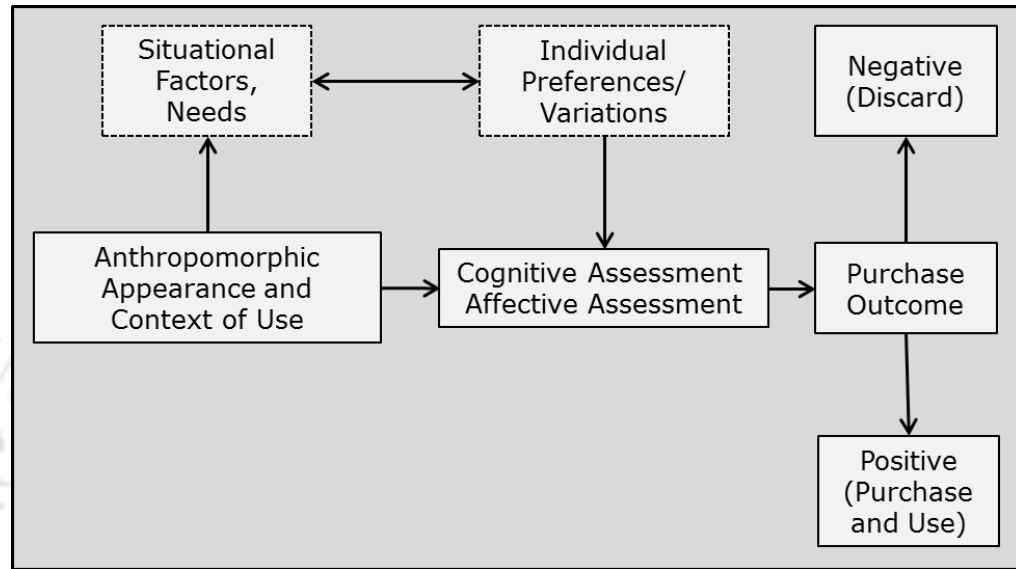 Situational
Factors,
Needs
Individual
Preferences/
Variations
Negative
(Discard)
Anthropomorphic
Appearance and
Context of Use
Cognitive Assessment
Affective Assessment
Purchase
Outcome
Positive
(Purchase
and Use)